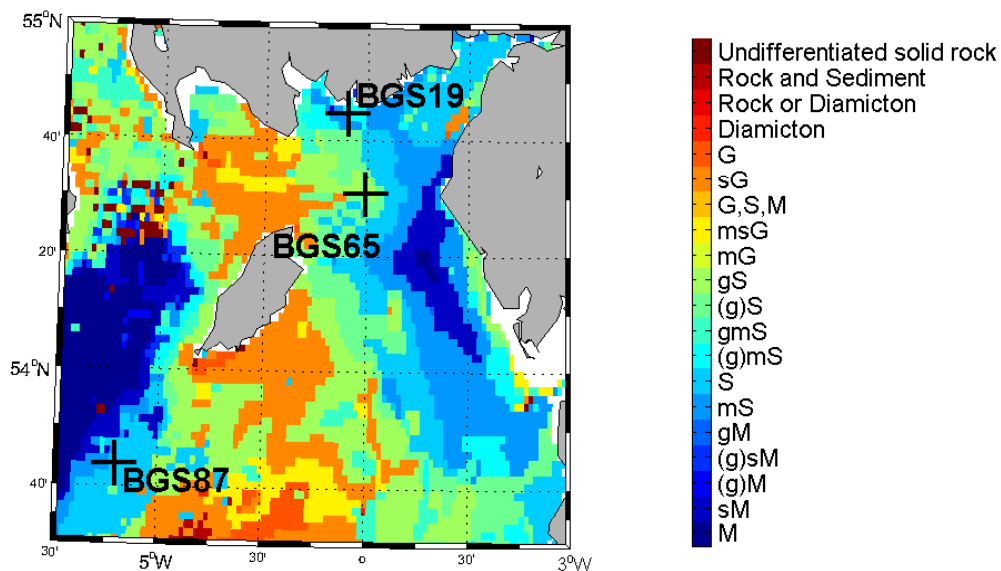 55°N
40'
20'
54°N
40'
30'
5°W
30'
0
30'
3°W
BGS19
BGS65
BGS87
Undifferentiated solid rock
Rock and Sediment
Rock or Diamicton
Diamicton
G
sG
G,S,M
msG
mG
gS
(g)S
gmS
(g)mS
S
mS
gM
(g)sM
(g)M
sM
M